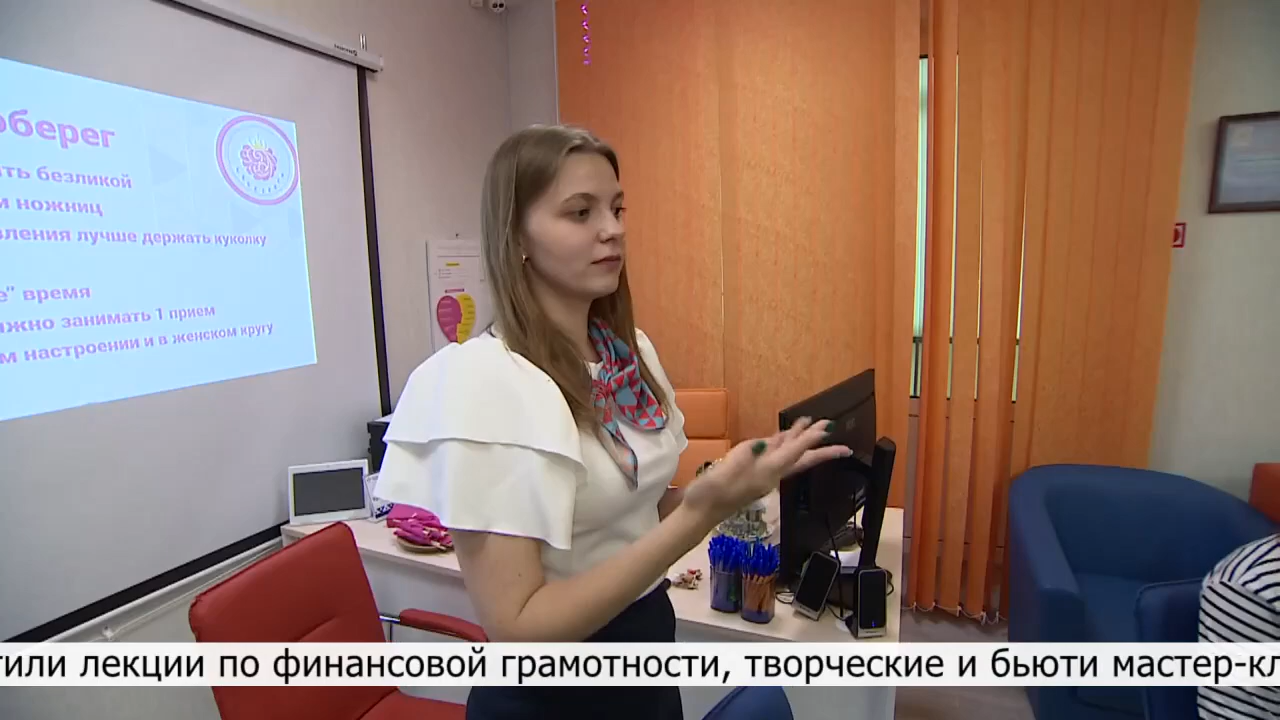 оберег
ать безликой
м ножниц
вления лучше держать куколку
е" время
жно занимать 1 прием
м настроении и в женском кругу
тили лекции по финансовой грамотности, творческие и бьюти мастер-кл